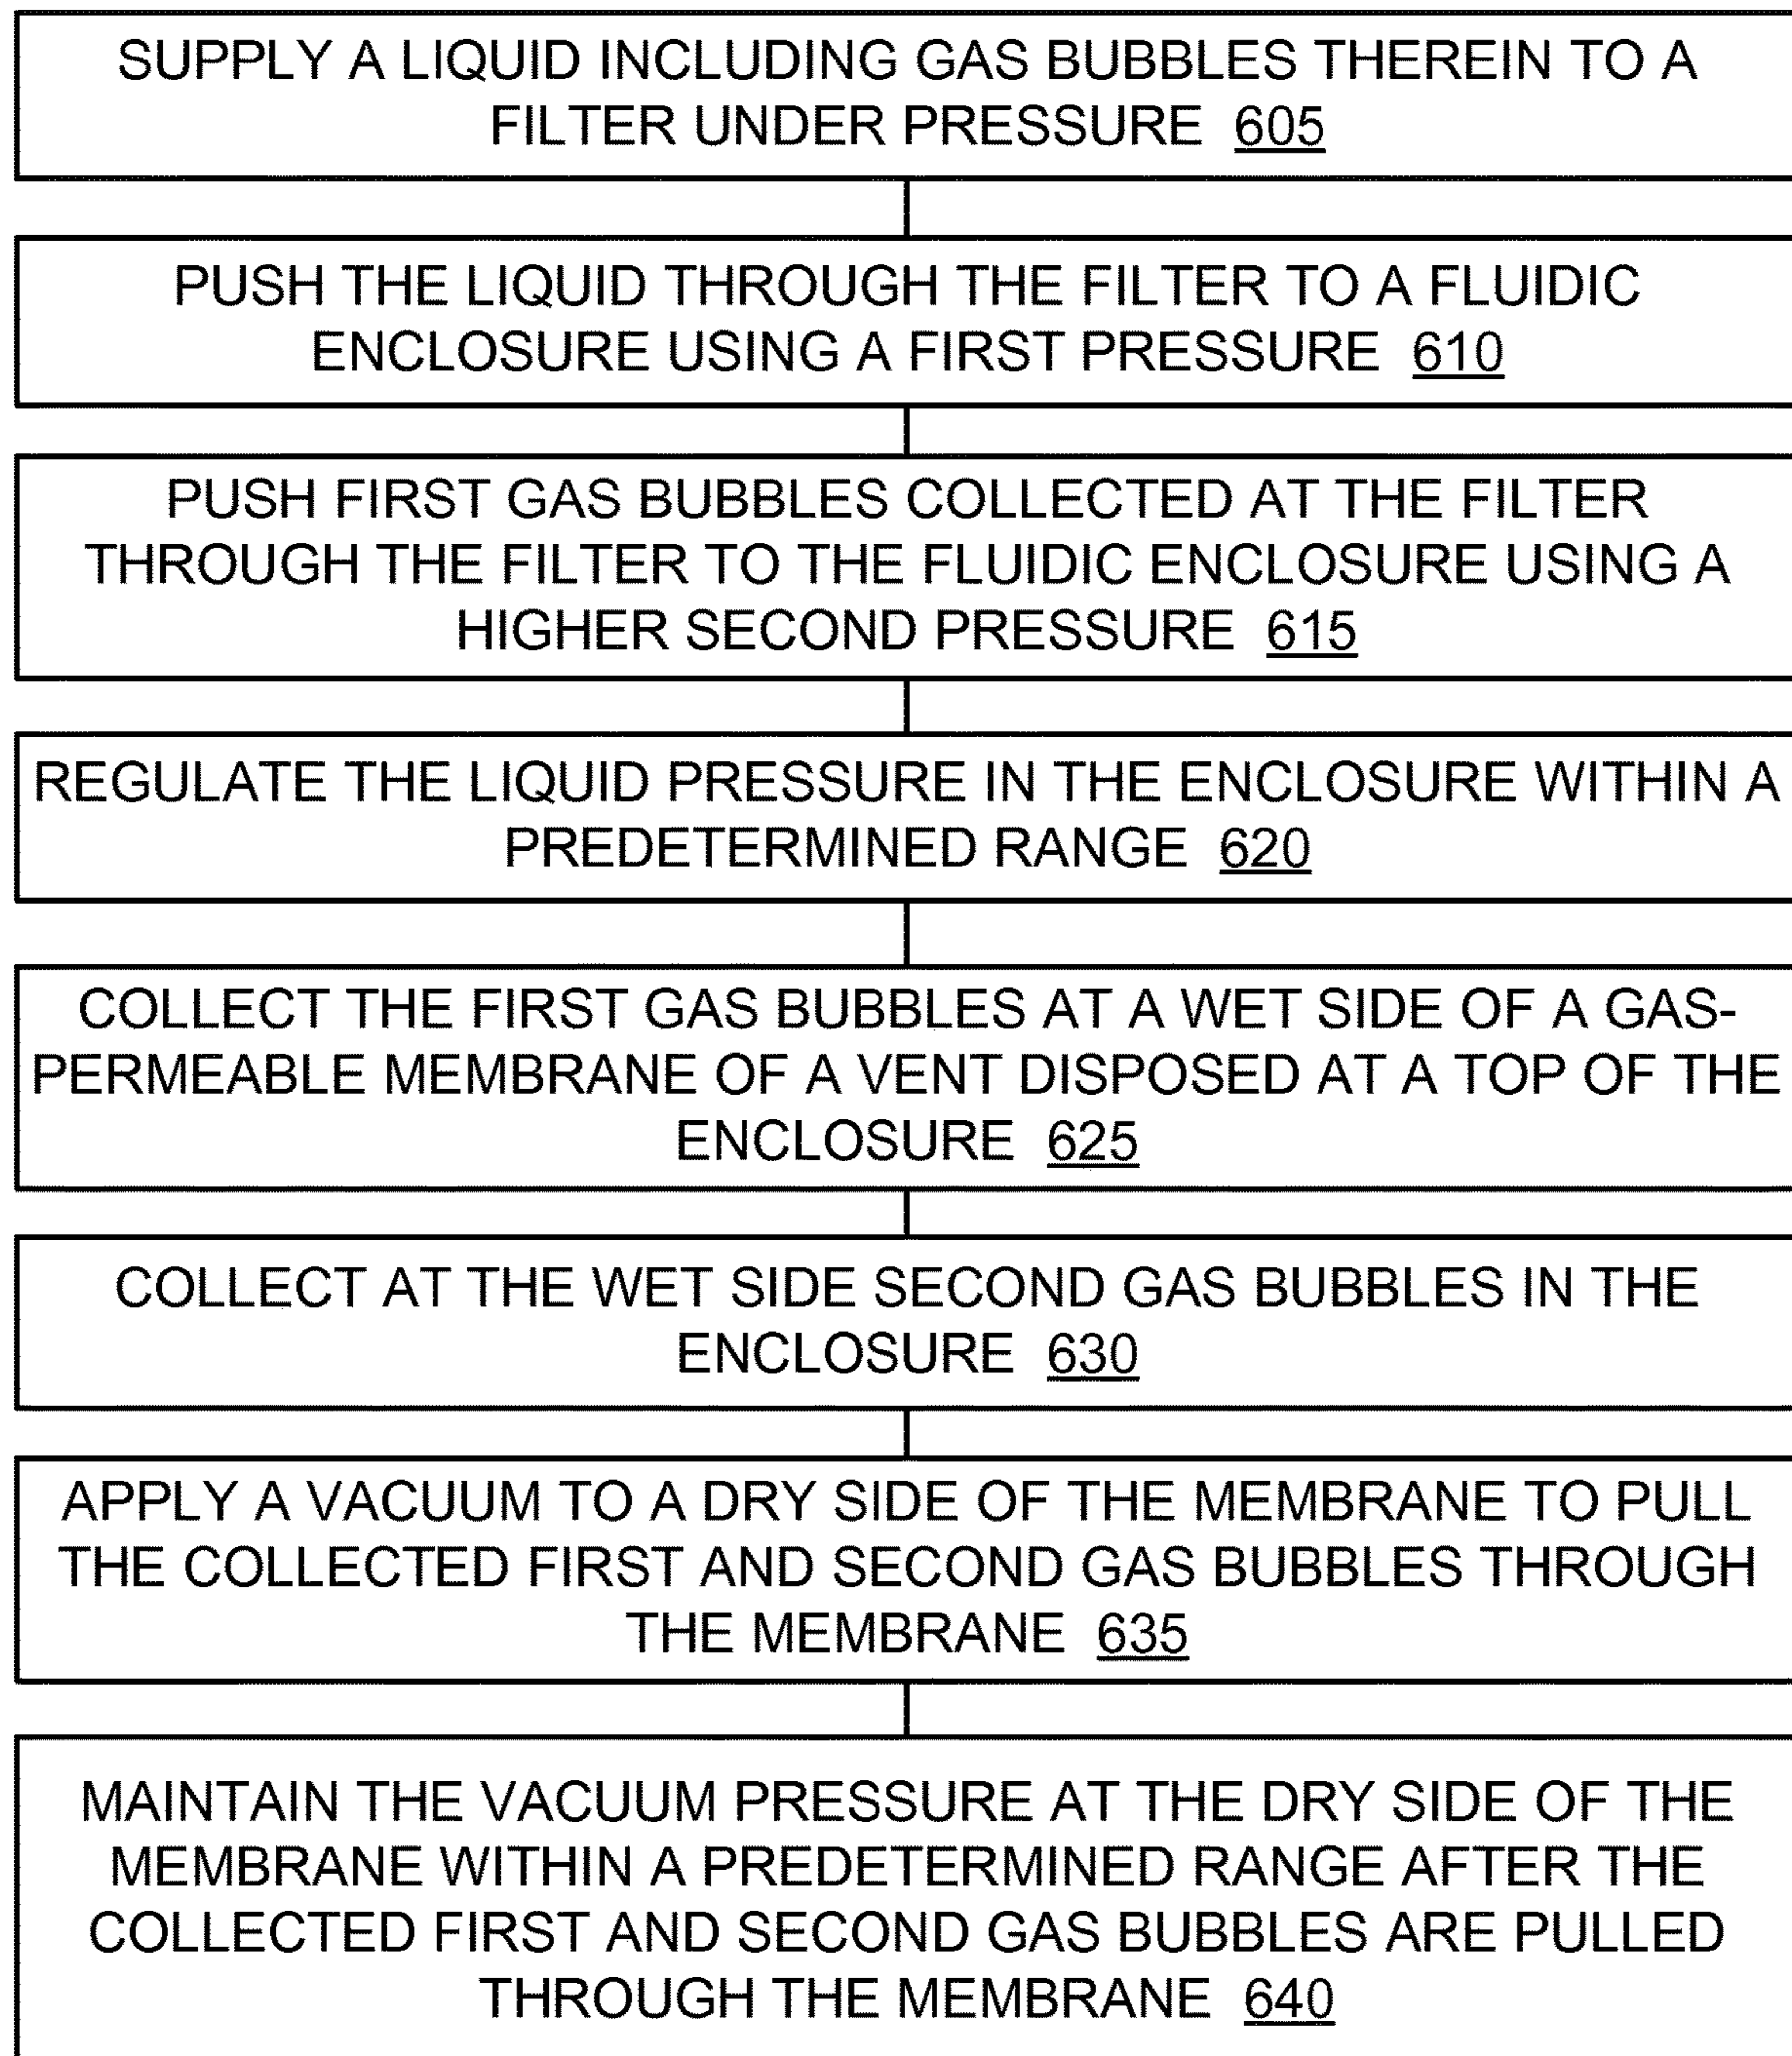 SUPPLY A LIQUID INCLUDING GAS BUBBLES THEREIN TO A
FILTER UNDER PRESSURE 605
PUSH THE LIQUID THROUGH THE FILTER TO A FLUIDIC
ENCLOSURE USING A FIRST PRESSURE 610
PUSH FIRST GAS BUBBLES COLLECTED AT THE FILTER
THROUGH THE FILTER TO THE FLUIDIC ENCLOSURE USING A
HIGHER SECOND PRESSURE 615
REGULATE THE LIQUID PRESSURE IN THE ENCLOSURE WITHIN A
PREDETERMINED RANGE 620
COLLECT THE FIRST GAS BUBBLES AT A WET SIDE OF A GAS-
PERMEABLE MEMBRANE OF A VENT DISPOSED AT A TOP OF THE
ENCLOSURE 625
COLLECT AT THE WET SIDE SECOND GAS BUBBLES IN THE
ENCLOSURE 630
APPLY A VACUUM TO A DRY SIDE OF THE MEMBRANE TO PULL
THE COLLECTED FIRST AND SECOND GAS BUBBLES THROUGH
THE MEMBRANE 635
MAINTAIN THE VACUUM PRESSURE AT THE DRY SIDE OF THE
MEMBRANE WITHIN A PREDETERMINED RANGE AFTER THE
COLLECTED FIRST AND SECOND GAS BUBBLES ARE PULLED
THROUGH THE MEMBRANE 640